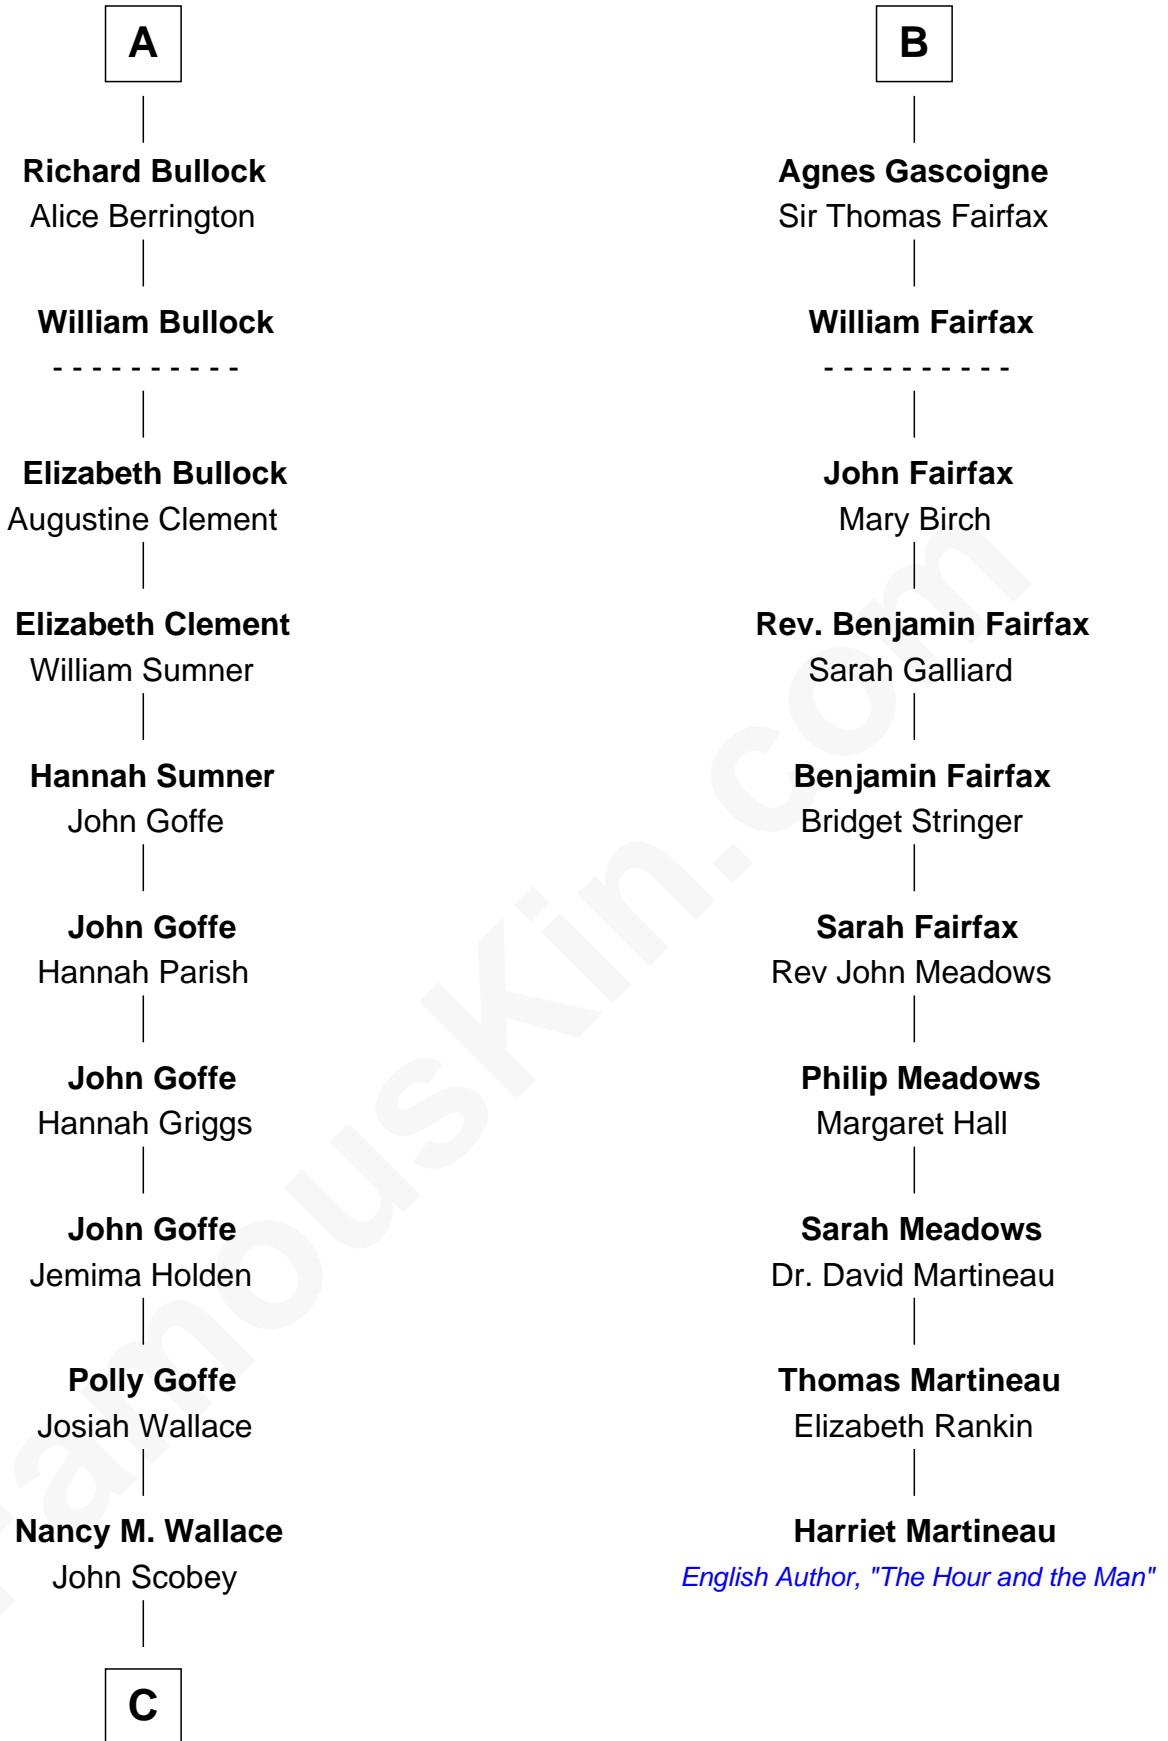 A
Richard Bullock
Alice Berrington
William Bullock
- - - - - - - - - -
Elizabeth Bullock
Augustine Clement
Elizabeth Clement
William Sumner
Hannah Sumner
John Goffe
John Goffe
Hannah Parish
John Goffe
Hannah Griggs
John Goffe
Jemima Holden
Polly Goffe
Josiah Wallace
Nancy M. Wallace
John Scobey
C
B
Agnes Gascoigne
Sir Thomas Fairfax
William Fairfax
- - - - - - - - - -
John Fairfax
Mary Birch
Rev. Benjamin Fairfax
Sarah Galliard
Benjamin Fairfax
Bridget Stringer
Sarah Fairfax
Rev John Meadows
Philip Meadows
Margaret Hall
Sarah Meadows
Dr. David Martineau
Thomas Martineau
Elizabeth Rankin
Harriet Martineau
English Author, "The Hour and the Man"
FamousKin.com